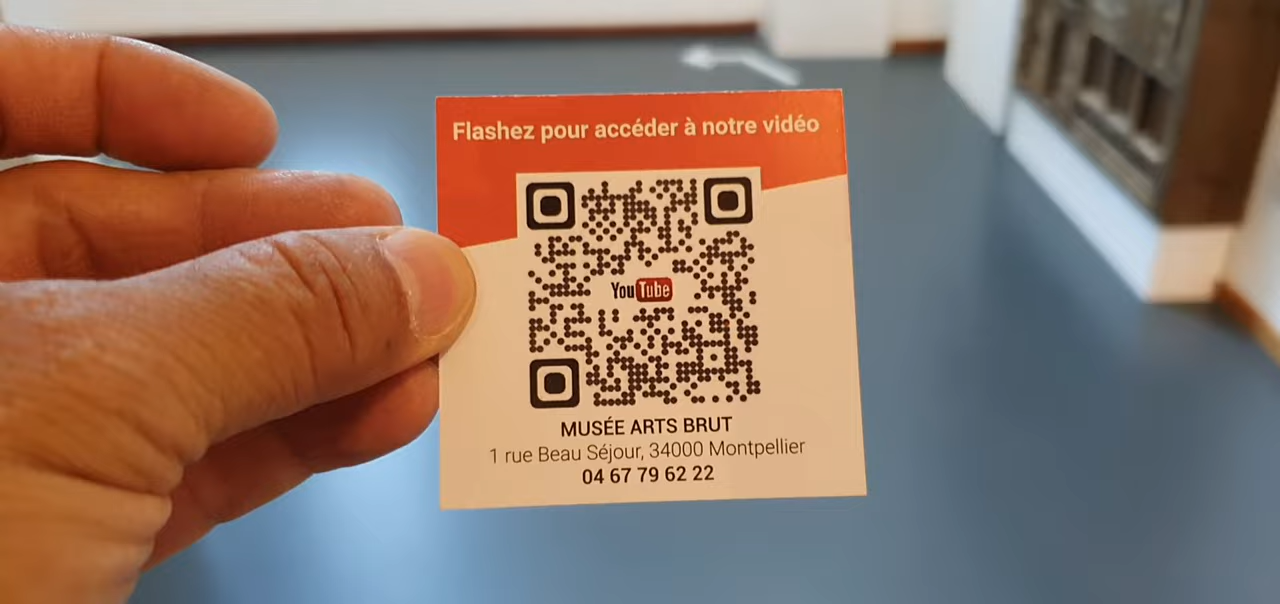 Flashez pour accéder à notre vidéo
YouTube
MUSÉE ARTS BRUT
1 rue Beau Séjour, 34000 Montpellier
04 67 79 62 22